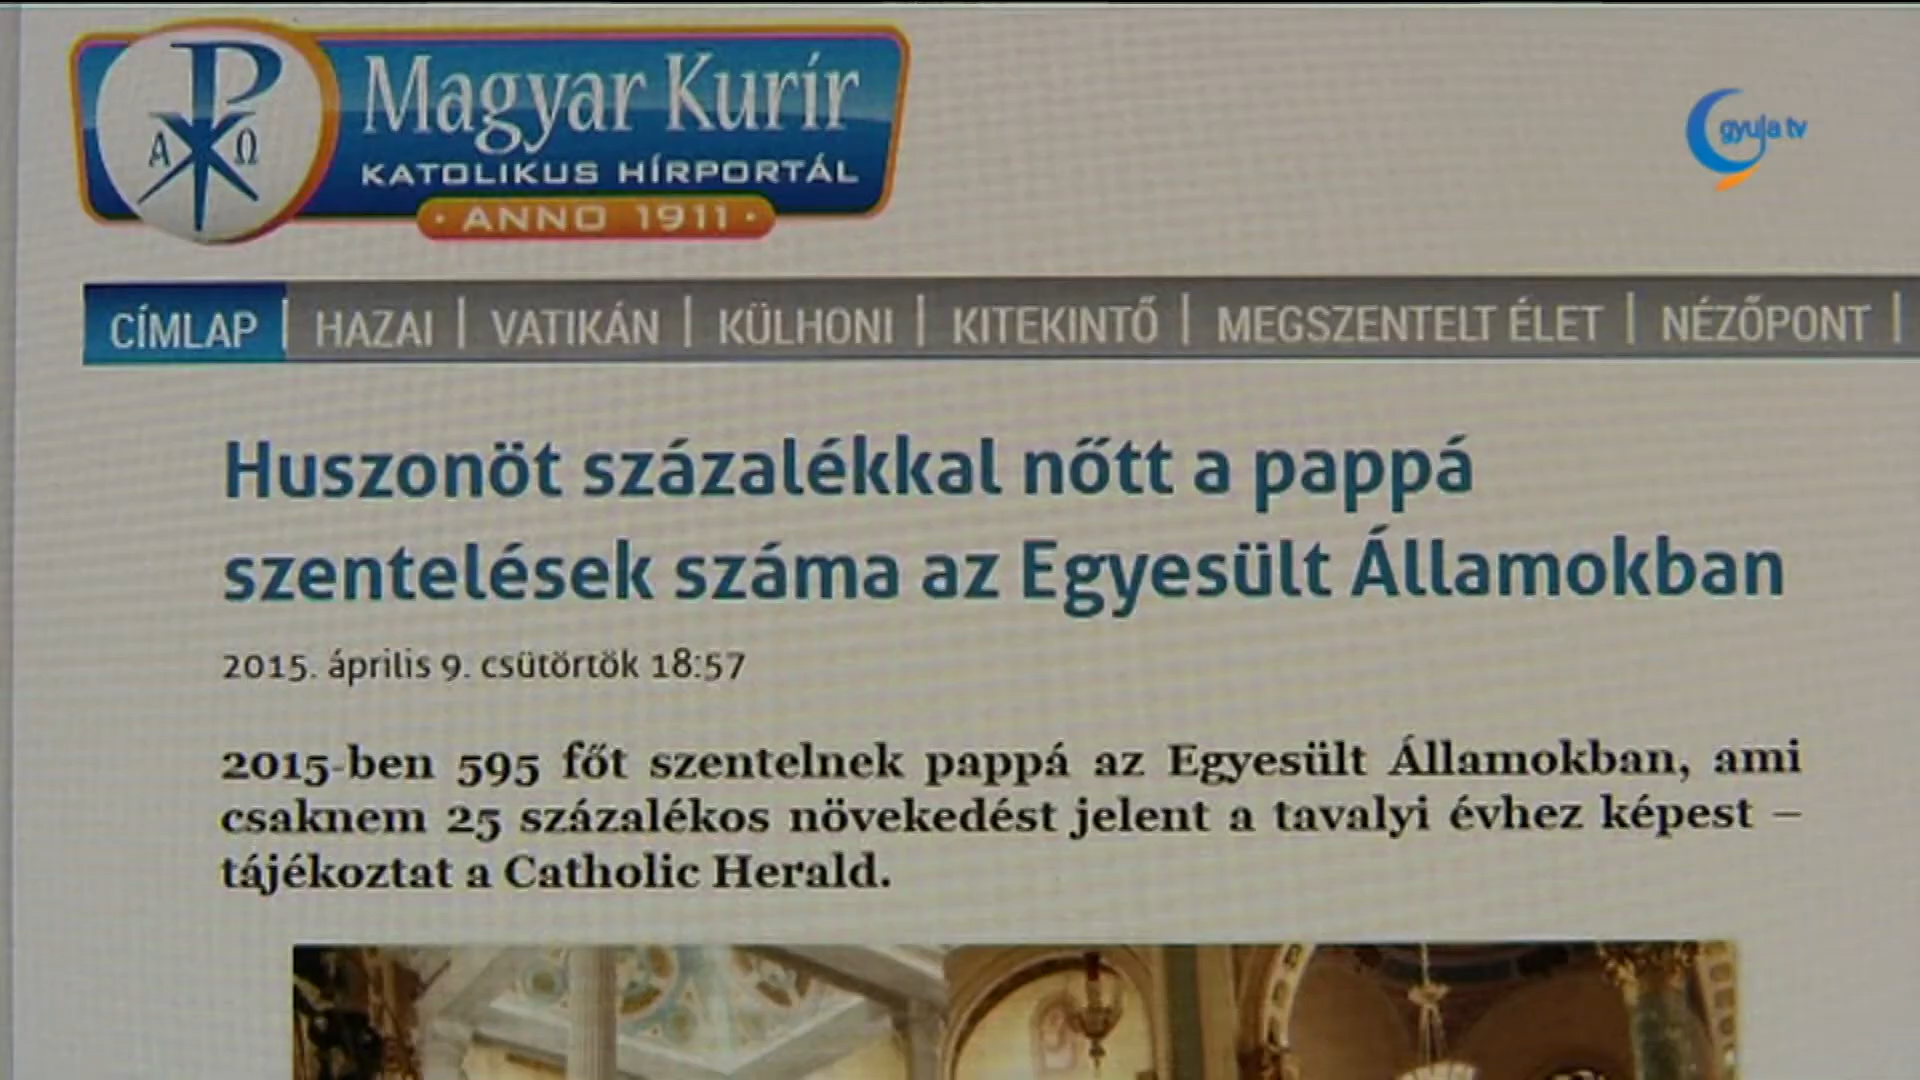 Magyar Kurír
KATOLIKUS HÍRPORTÁL
· ANNO 1911 ·
Α Ω
gyula tv
CÍMLAP | HAZAI | VATIKÁN | KÜLHONI | KITEKINTŐ | MEGSZENTELT ÉLET | NÉZŐPONT |
Huszonöt százalékkal nőtt a pappá
szentelések száma az Egyesült Államokban
2015. április 9. csütörtök 18:57
2015-ben 595 főt szentelnek pappá az Egyesült Államokban, ami
csaknem 25 százalékos növekedést jelent a tavalyi évhez képest –
tájékoztat a Catholic Herald.